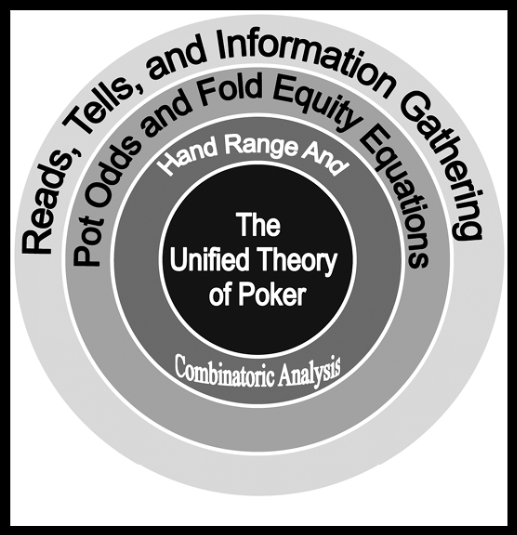 Reads, Tells, and Information Gathering
Pot Odds and Fold Equity Equations
Hand Range And
The
Unified Theory
of Poker
Combinatoric Analysis